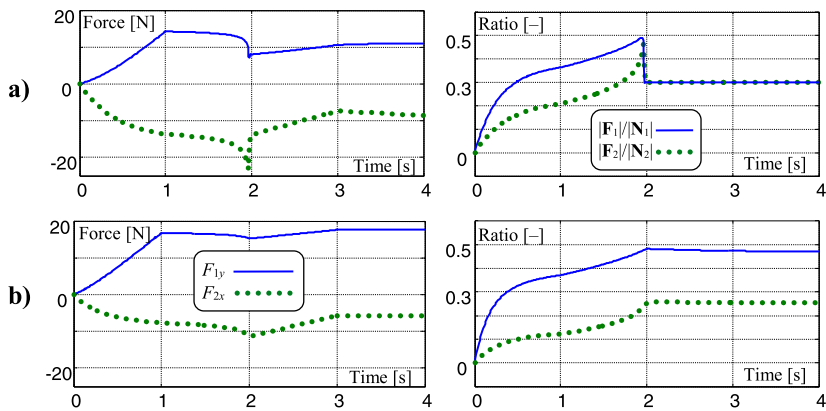 a)
Force [N]
20
0
-20
Time [s]
0 1 2 3 4
Ratio [–]
0.5
0.3
0
|F₁|/|N₁|
|F₂|/|N₂|
Time [s]
0 1 2 3 4
b)
Force [N]
20
0
-20
F₁y
F₂x
Time [s]
0 1 2 3 4
Ratio [–]
0.5
0.3
0
Time [s]
0 1 2 3 4